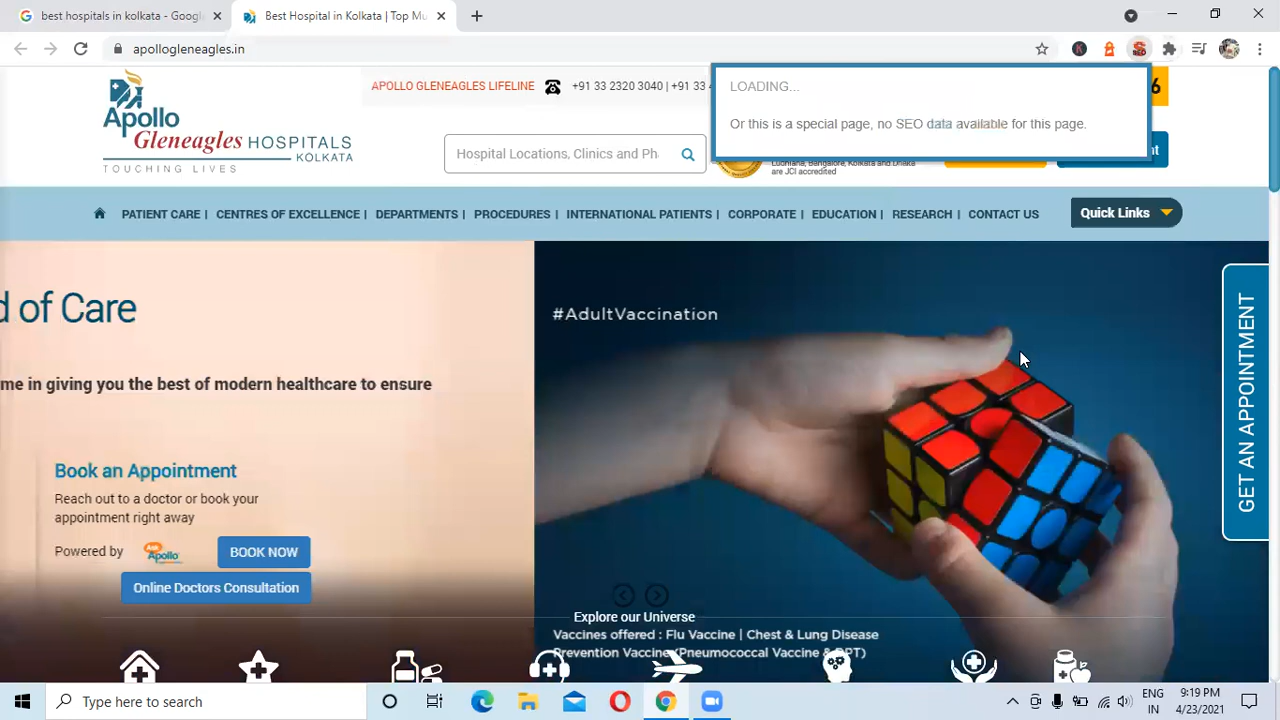 best hospitals in kolkata - Goog
Best Hospital in Kolkata | Top Mu
apollogleneagles.in
Apollo
Gleneagles HOSPITALS
KOLKATA
TOUCHING LIVES
APOLLO GLENEAGLES LIFELINE
+91 33 2320 3040 | +91 33 4
6
LOADING...
Or this is a special page, no SEO data available for this page.
Hospital Locations, Clinics and Ph
Ludhiana, Bangalore, Kolkata and Dhaka
are JCI accredited
nt
PATIENT CARE |
CENTRES OF EXCELLENCE |
DEPARTMENTS |
PROCEDURES |
INTERNATIONAL PATIENTS |
CORPORATE |
EDUCATION |
RESEARCH |
CONTACT US
Quick Links
d of Care
#AdultVaccination
me in giving you the best of modern healthcare to ensure
Book an Appointment
Reach out to a doctor or book your
appointment right away
Powered by
Ask
Apollo
BOOK NOW
Online Doctors Consultation
GET AN APPOINTMENT
Explore our Universe
Vaccines offered : Flu Vaccine | Chest & Lung Disease
Prevention Vaccine(Pneumococcal Vaccine & DPT)
Type here to search
ENG
IN
9:19 PM
4/23/2021